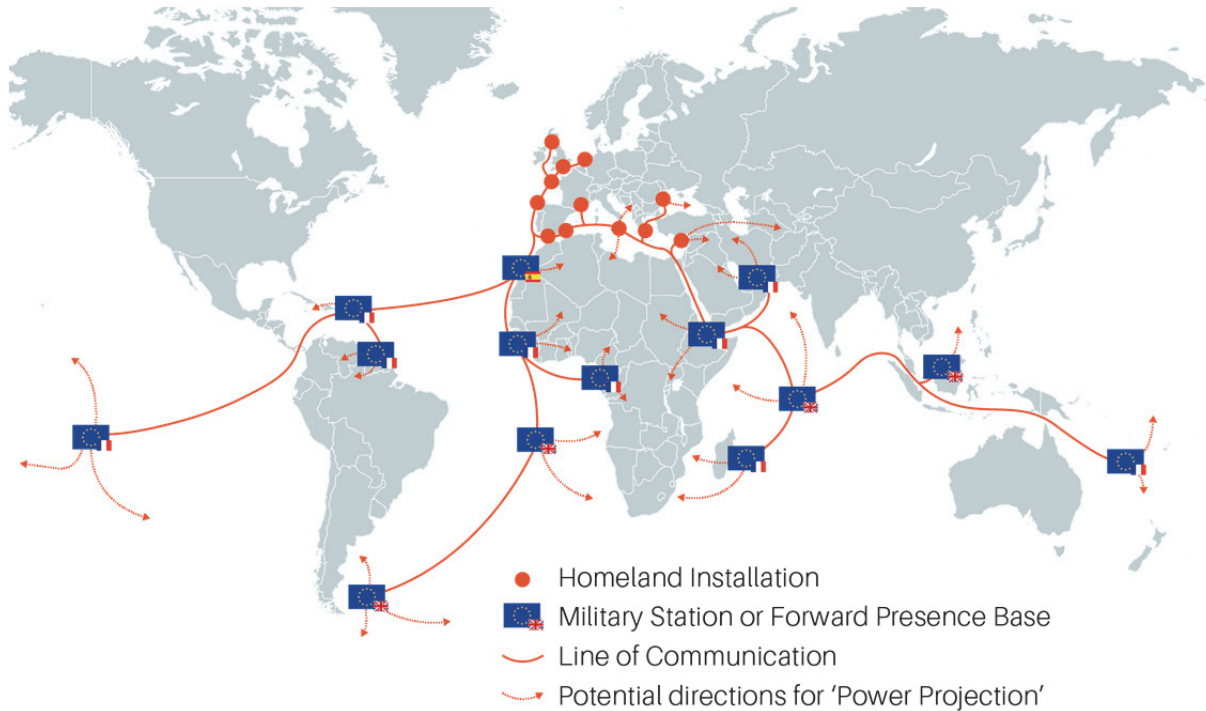 Homeland Installation
Military Station or Forward Presence Base
Line of Communication
Potential directions for ‘Power Projection’